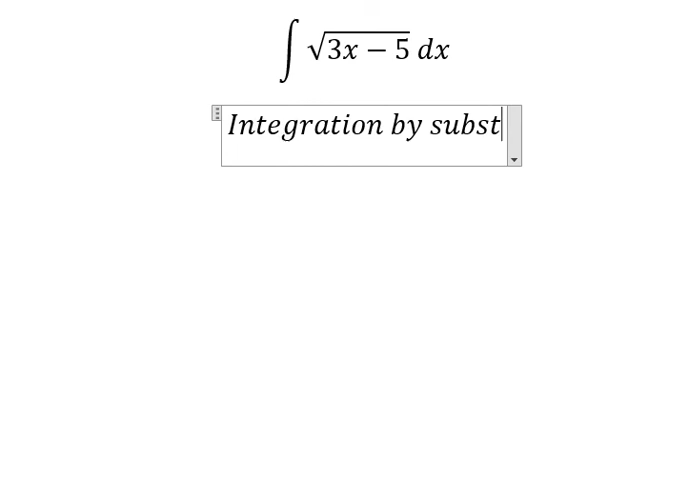 ∫ √3x − 5 dx
Integration by subst